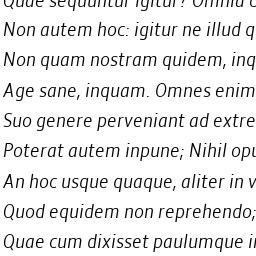 Quae sequuntur igitur? Omnia
Non autem hoc: igitur ne illud q
Non quam nostram quidem, inq
Age sane, inquam. Omnes enim
Suo genere perveniant ad extre
Poterat autem inpune; Nihil opu
An hoc usque quaque, aliter in v
Quod equidem non reprehendo;
Quae cum dixisset paulumque i